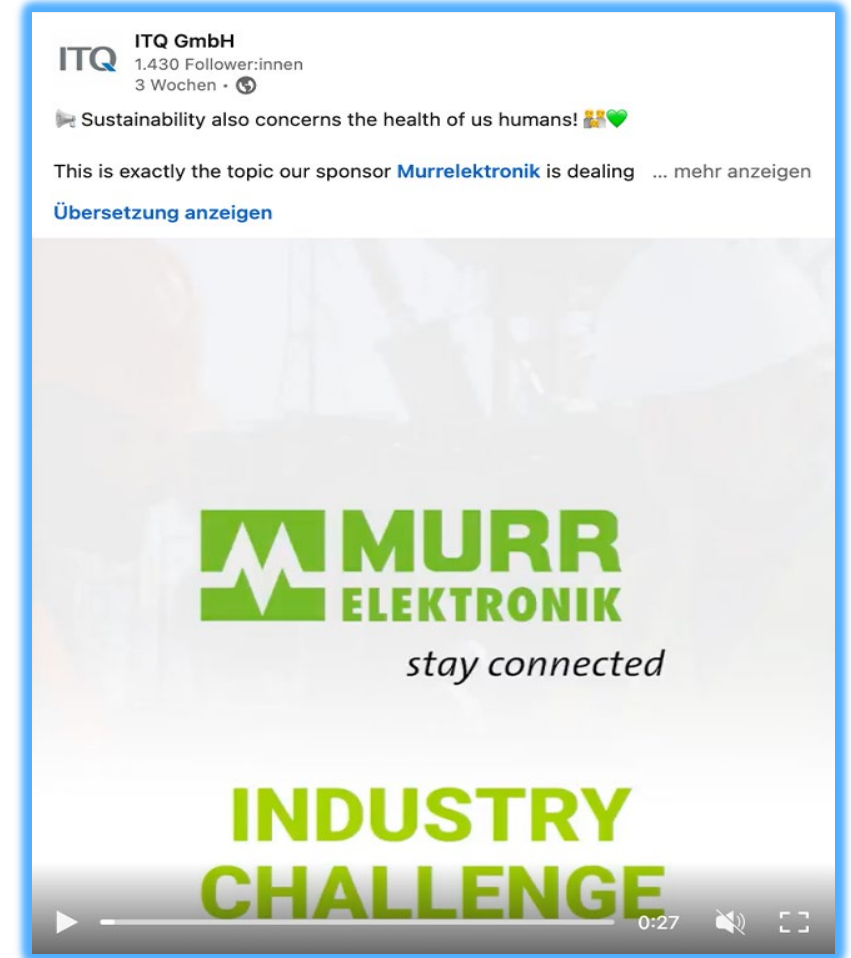 ITQ
ITQ GmbH
1.430 Follower:innen
3 Wochen •
📢 Sustainability also concerns the health of us humans! 👨‍👩‍👧‍👦💚
This is exactly the topic our sponsor Murrelektronik is dealing ... mehr anzeigen
Übersetzung anzeigen
MURR
ELEKTRONIK
stay connected
INDUSTRY
CHALLENGE
0:27